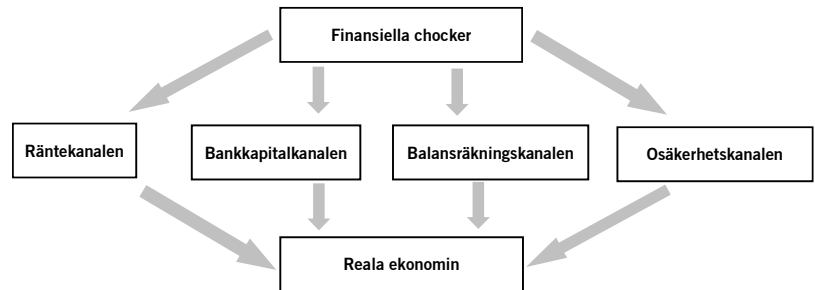 Finansiella chocker
Räntekanalen
Bankkapitalkanalen
Balansräkningskanalen
Osäkerhetskanalen
Reala ekonomin